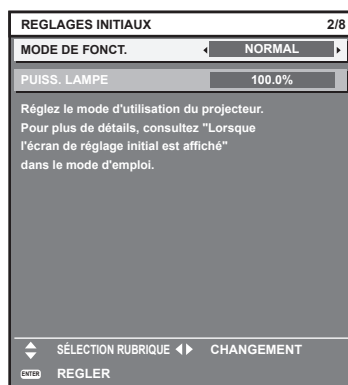 REGLAGES INITIAUX 2/8
MODE DE FONCT. NORMAL
PUISS. LAMPE 100.0%
Réglez le mode d'utilisation du projecteur.
Pour plus de détails, consultez "Lorsque
l'écran de réglage initial est affiché"
dans le mode d'emploi.
SÉLECTION RUBRIQUE CHANGEMENT
ENTER REGLER